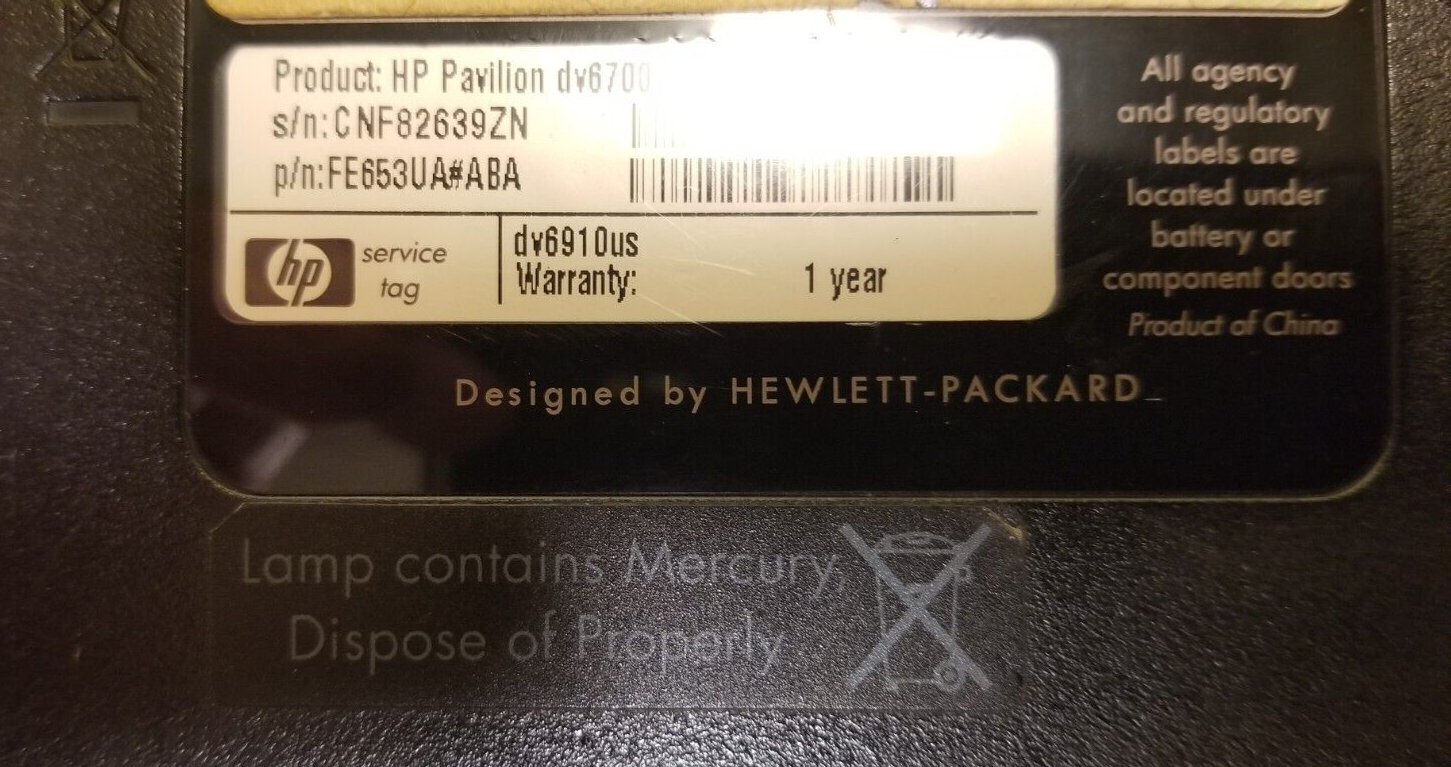 Product: HP Pavilion dv6700
s/n: CNF82639ZN
p/n:FE653UA#ABA
hp service tag
dv6910us
Warranty: 1 year
All agency
and regulatory
labels are
located under
battery or
component doors
Product of China
Designed by HEWLETT-PACKARD
Lamp contains Mercury,
Dispose of Properly